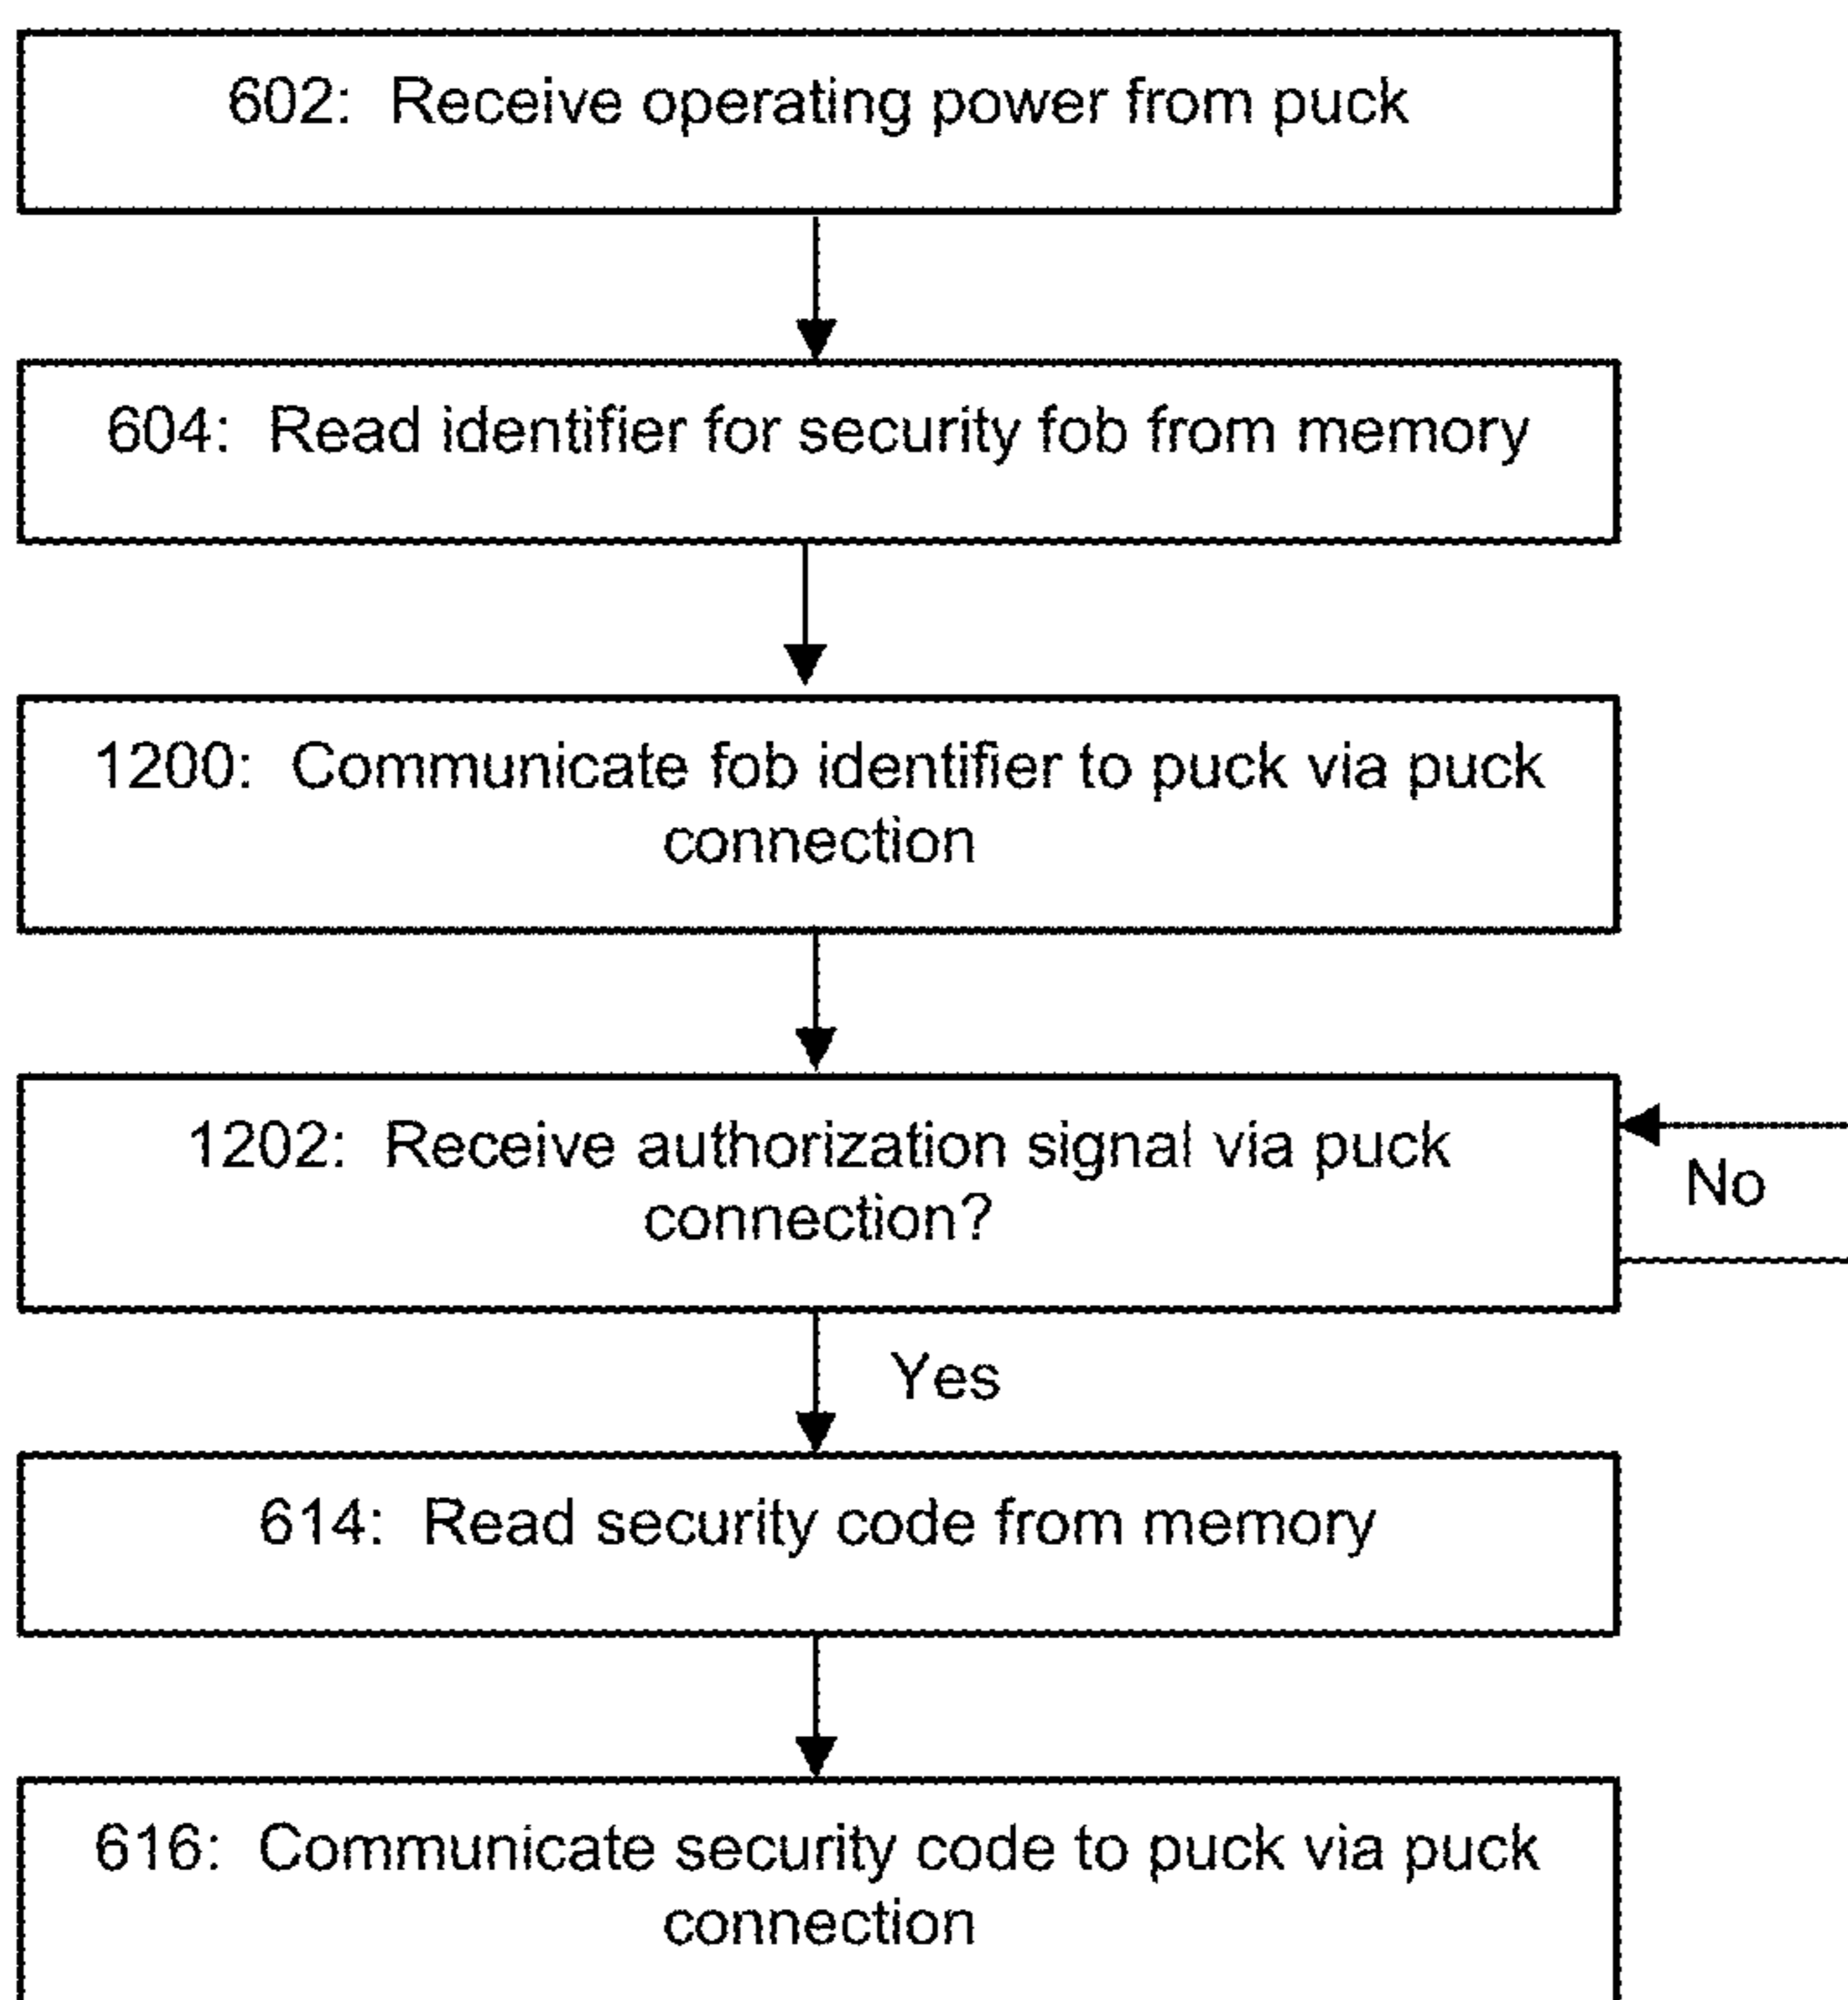 602: Receive operating power from puck
604: Read identifier for security fob from memory
1200: Communicate fob identifier to puck via puck
connection
1202: Receive authorization signal via puck
connection?
No
Yes
614: Read security code from memory
616: Communicate security code to puck via puck
connection